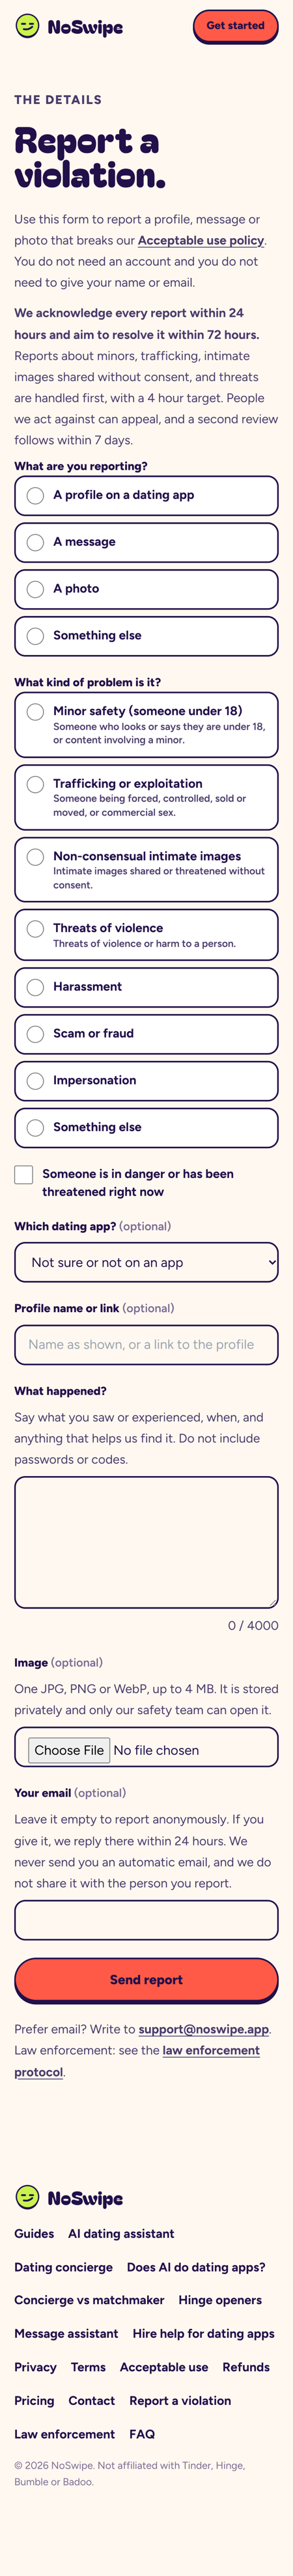 NoSwipe
Get started
THE DETAILS
Report a
violation.
Use this form to report a profile, message or
photo that breaks our Acceptable use policy.
You do not need an account and you do not
need to give your name or email.
We acknowledge every report within 24
hours and aim to resolve it within 72 hours.
Reports about minors, trafficking, intimate
images shared without consent, and threats
are handled first, with a 4 hour target. People
we act against can appeal, and a second review
follows within 7 days.
What are you reporting?
A profile on a dating app
A message
A photo
Something else
What kind of problem is it?
Minor safety (someone under 18)
Someone who looks or says they are under 18,
or content involving a minor.
Trafficking or exploitation
Someone being forced, controlled, sold or
moved, or commercial sex.
Non-consensual intimate images
Intimate images shared or threatened without
consent.
Threats of violence
Threats of violence or harm to a person.
Harassment
Scam or fraud
Impersonation
Something else
Someone is in danger or has been
threatened right now
Which dating app? (optional)
Not sure or not on an app
Profile name or link (optional)
Name as shown, or a link to the profile
What happened?
Say what you saw or experienced, when, and
anything that helps us find it. Do not include
passwords or codes.
0 / 4000
Image (optional)
One JPG, PNG or WebP, up to 4 MB. It is stored
privately and only our safety team can open it.
Choose File No file chosen
Your email (optional)
Leave it empty to report anonymously. If you
give it, we reply there within 24 hours. We
never send you an automatic email, and we do
not share it with the person you report.
Send report
Prefer email? Write to support@noswipe.app.
Law enforcement: see the law enforcement
protocol.
NoSwipe
Guides AI dating assistant
Dating concierge Does AI do dating apps?
Concierge vs matchmaker Hinge openers
Message assistant Hire help for dating apps
Privacy Terms Acceptable use Refunds
Pricing Contact Report a violation
Law enforcement FAQ
© 2026 NoSwipe. Not affiliated with Tinder, Hinge,
Bumble or Badoo.